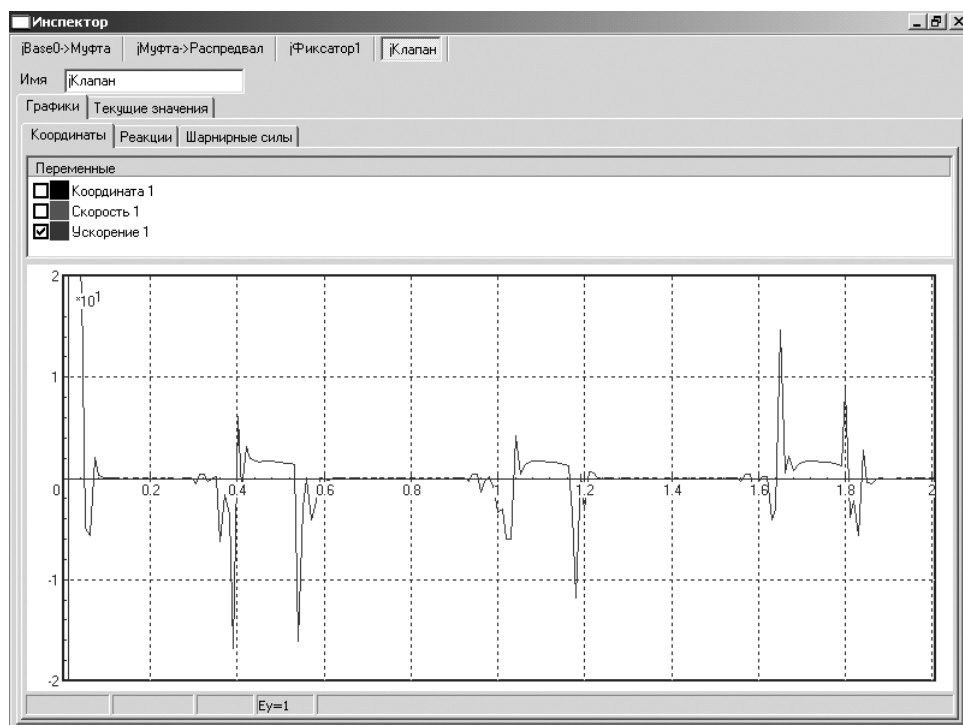 Инспектор
jBase0->Муфта jМуфта->Распредвал jФиксатор1 jКлапан
Имя jКлапан
Графики Текущие значения
Координаты Реакции Шарнирные силы
Переменные
Координата 1
Скорость 1
Ускорение 1
2
*10¹
1
0 0.2 0.4 0.6 0.8 1 1.2 1.4 1.6 1.8 2
-1
-2
Ey=1